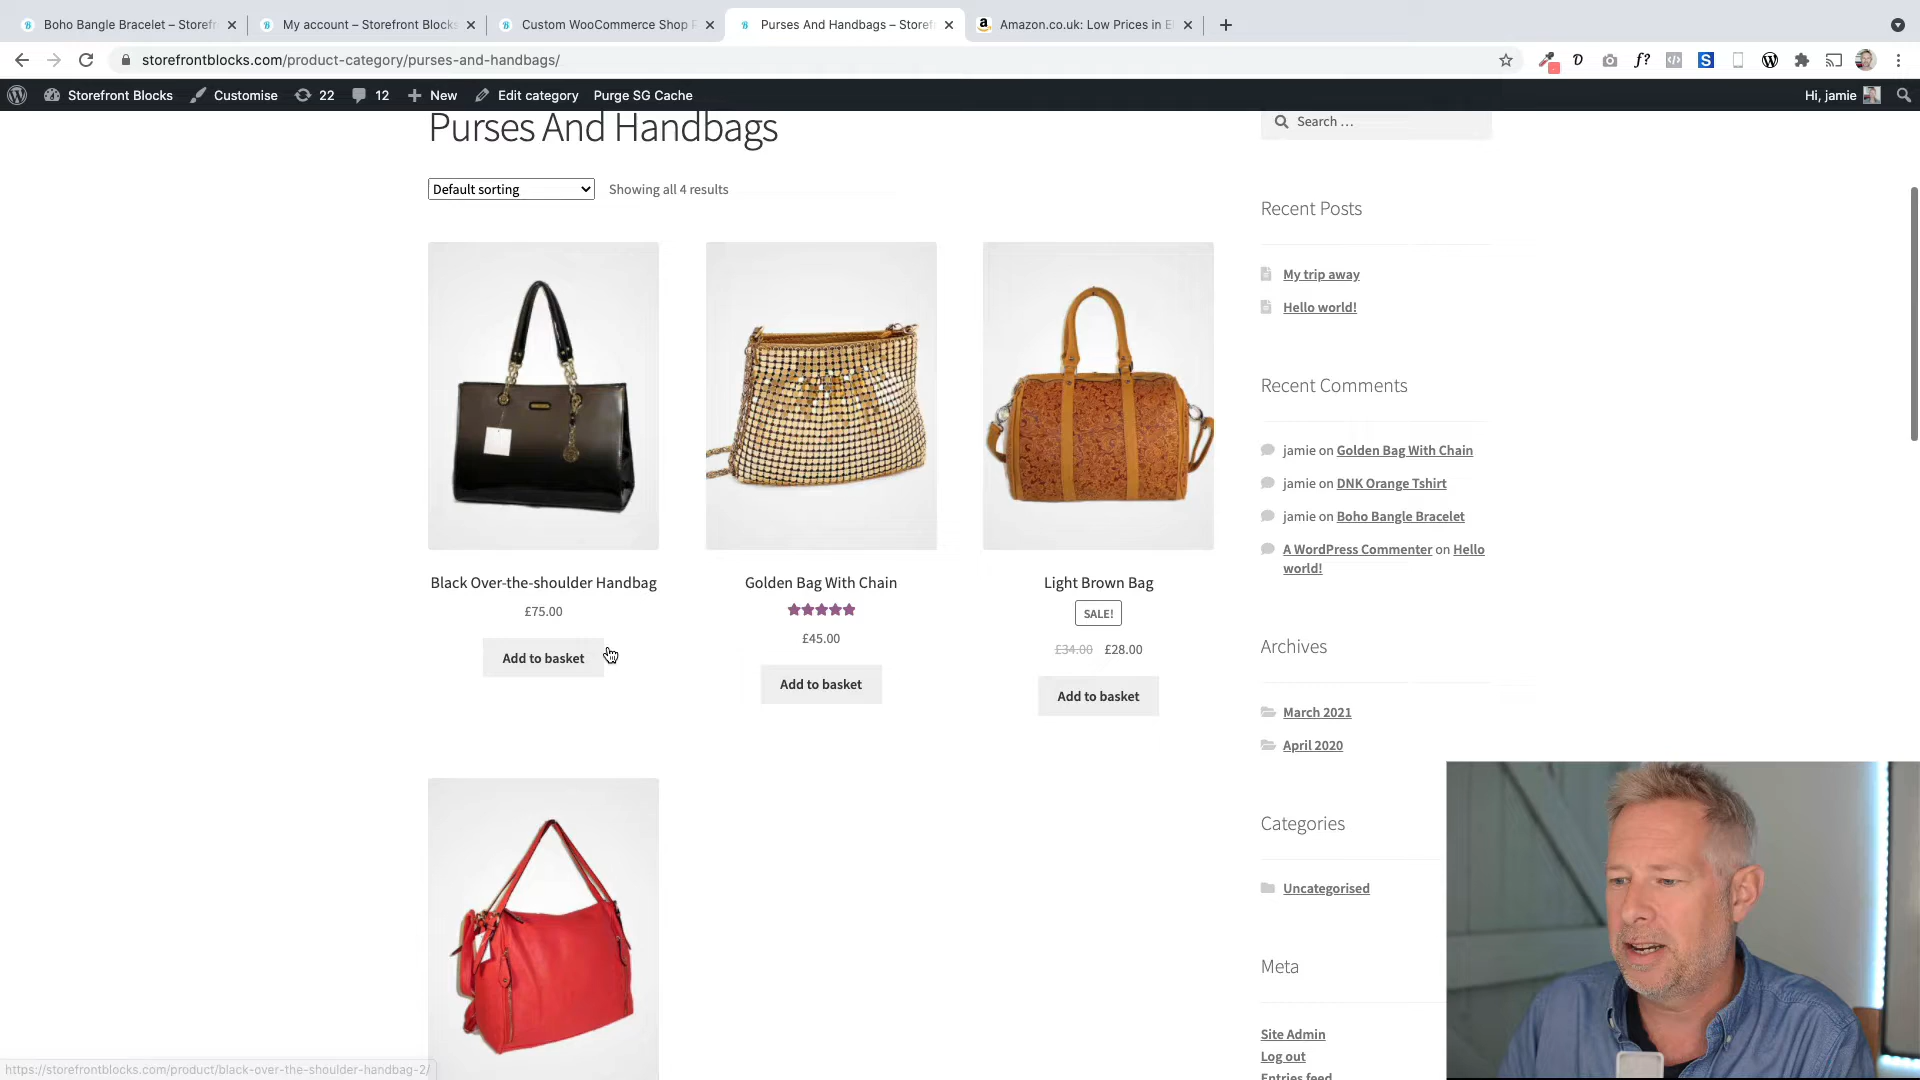 Boho Bangle Bracelet – Storefr
My account – Storefront Blocks
Custom WooCommerce Shop P
Purses And Handbags – Storef
Amazon.co.uk: Low Prices in E
storefrontblocks.com/product-category/purses-and-handbags/
Storefront Blocks
Customise
22
12
New
Edit category
Purge SG Cache
Hi, jamie
Purses And Handbags
Default sorting
Showing all 4 results
Black Over-the-shoulder Handbag
£75.00
Add to basket
Golden Bag With Chain
£45.00
Add to basket
Light Brown Bag
SALE!
£34.00 £28.00
Add to basket
Search …
Recent Posts
My trip away
Hello world!
Recent Comments
jamie on Golden Bag With Chain
jamie on DNK Orange Tshirt
jamie on Boho Bangle Bracelet
A WordPress Commenter on Hello
world!
Archives
March 2021
April 2020
Categories
Uncategorised
Meta
Site Admin
Log out
Entries feed
https://storefrontblocks.com/product/black-over-the-shoulder-handbag-2/